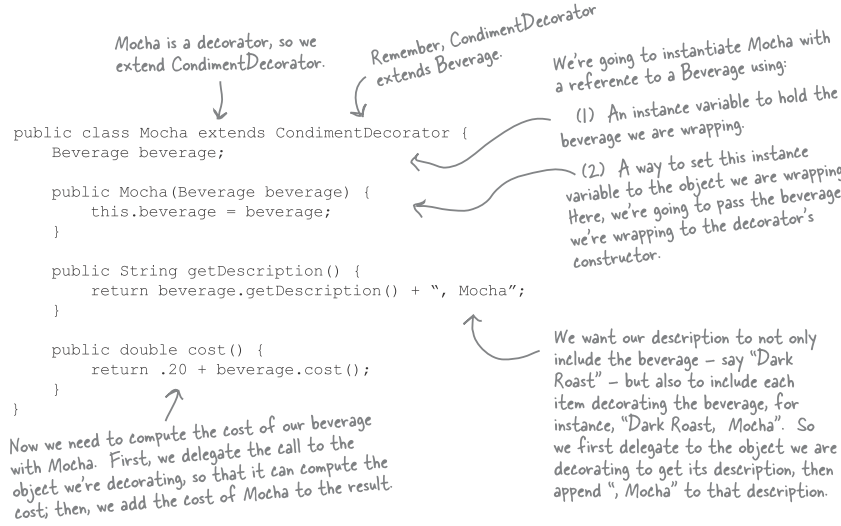 Mocha is a decorator, so we
extend CondimentDecorator.
Remember, CondimentDecorator
extends Beverage.
We're going to instantiate Mocha with
a reference to a Beverage using:
(1) An instance variable to hold the
beverage we are wrapping.
(2) A way to set this instance
variable to the object we are wrapping
Here, we're going to pass the beverage
we're wrapping to the decorator's
constructor.
public class Mocha extends CondimentDecorator {
    Beverage beverage;
    public Mocha(Beverage beverage) {
        this.beverage = beverage;
    }
    public String getDescription() {
        return beverage.getDescription() + “, Mocha”;
    }
    public double cost() {
        return .20 + beverage.cost();
    }
}
We want our description to not only
include the beverage – say “Dark
Roast” – but also to include each
item decorating the beverage, for
instance, “Dark Roast, Mocha”. So
we first delegate to the object we are
decorating to get its description, then
append “, Mocha” to that description.
Now we need to compute the cost of our beverage
with Mocha. First, we delegate the call to the
object we're decorating, so that it can compute the
cost; then, we add the cost of Mocha to the result.